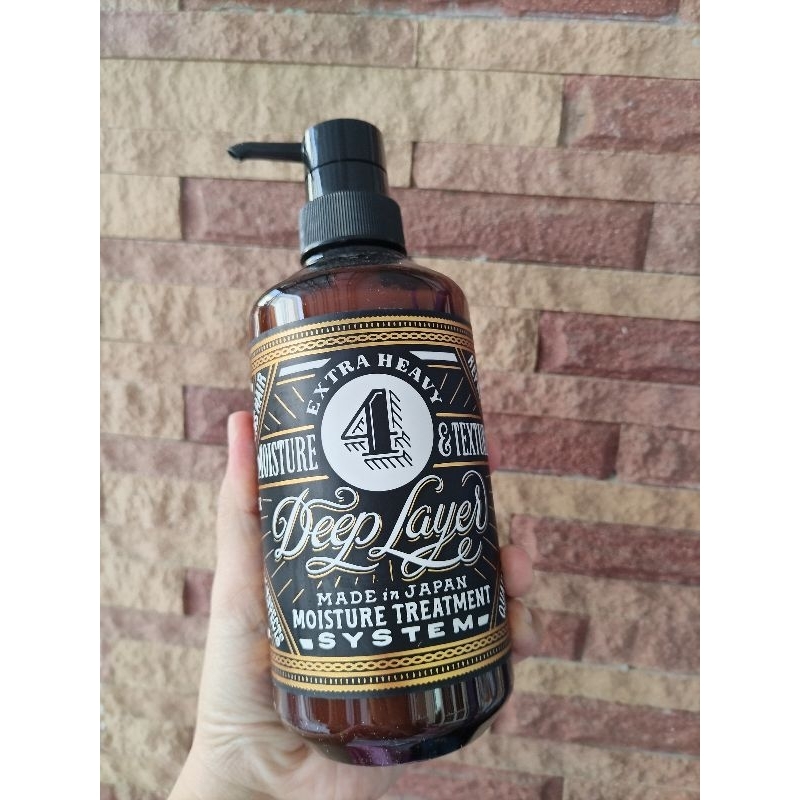 EXTRA HEAVY
4
MOISTURE & TEXTU
Deep Layer
MADE in JAPAN
MOISTURE TREATMENT
SYSTEM